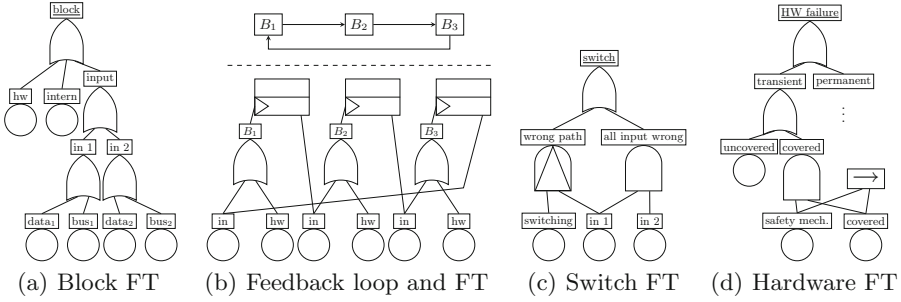 block
hw
intern
input
in 1
in 2
data₁
bus₁
data₂
bus₂
(a) Block FT
B₁
B₂
B₃
B₁
B₂
B₃
in
hw
in
hw
in
hw
(b) Feedback loop and FT
switch
wrong path
all input wrong
switching
in 1
in 2
(c) Switch FT
HW failure
transient
permanent
⋮
uncovered
covered
→
safety mech.
covered
(d) Hardware FT